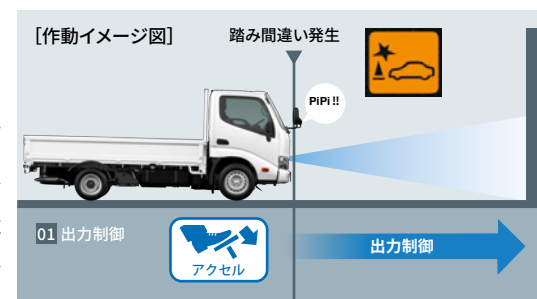 ［作動イメージ図］
踏み間違い発生
PiPi !!
01 出力制御
アクセル
出力制御